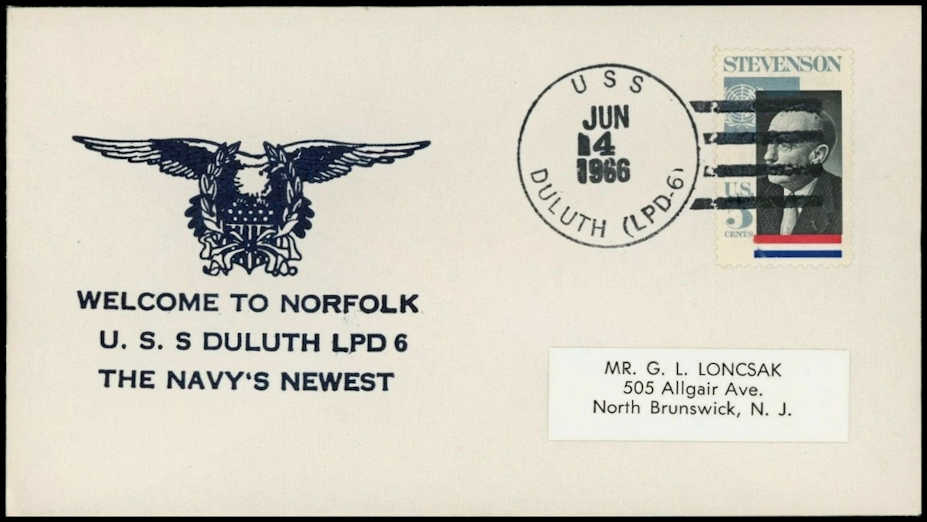 WELCOME TO NORFOLK
U. S. S DULUTH LPD 6
THE NAVY'S NEWEST
USS
JUN
14
1966
DULUTH (LPD-6)
STEVENSON
U.S.
5
CENTS
MR. G. L. LONCSAK
505 Allgair Ave.
North Brunswick, N. J.